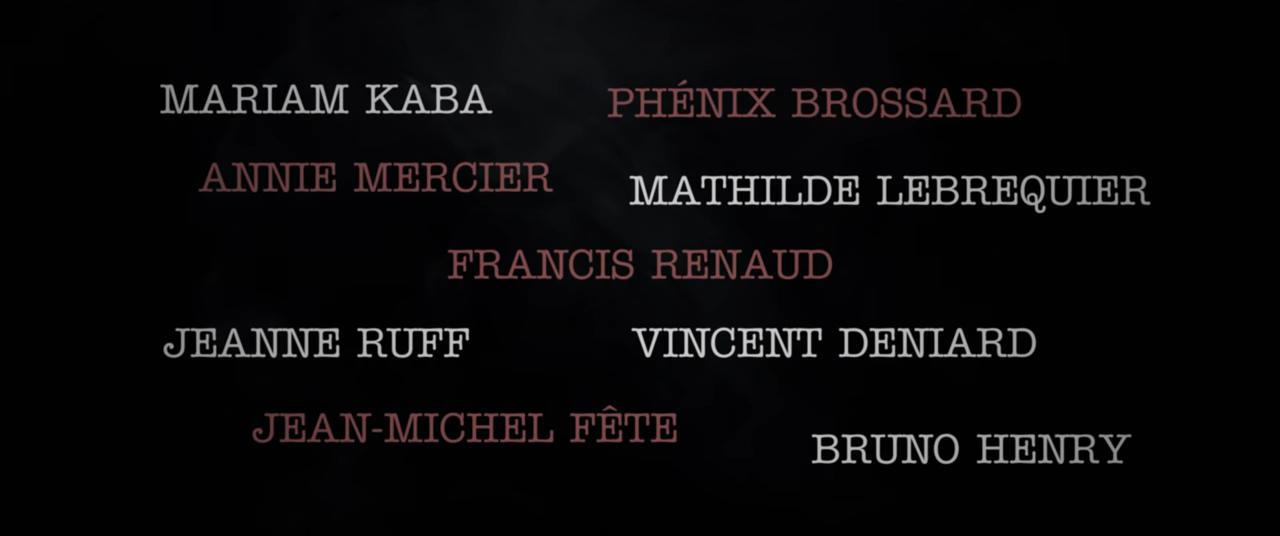 MARIAM KABA
PHÉNIX BROSSARD
ANNIE MERCIER
MATHILDE LEBREQUIER
FRANCIS RENAUD
JEANNE RUFF
VINCENT DENIARD
JEAN-MICHEL FÊTE
BRUNO HENRY